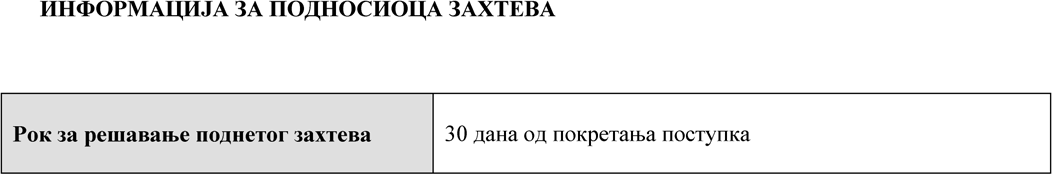 ИНФОРМАЦИЈА ЗА ПОДНОСИОЦА ЗАХТЕВА
Рок за решавање поднетог захтева
30 дана од покретања поступка